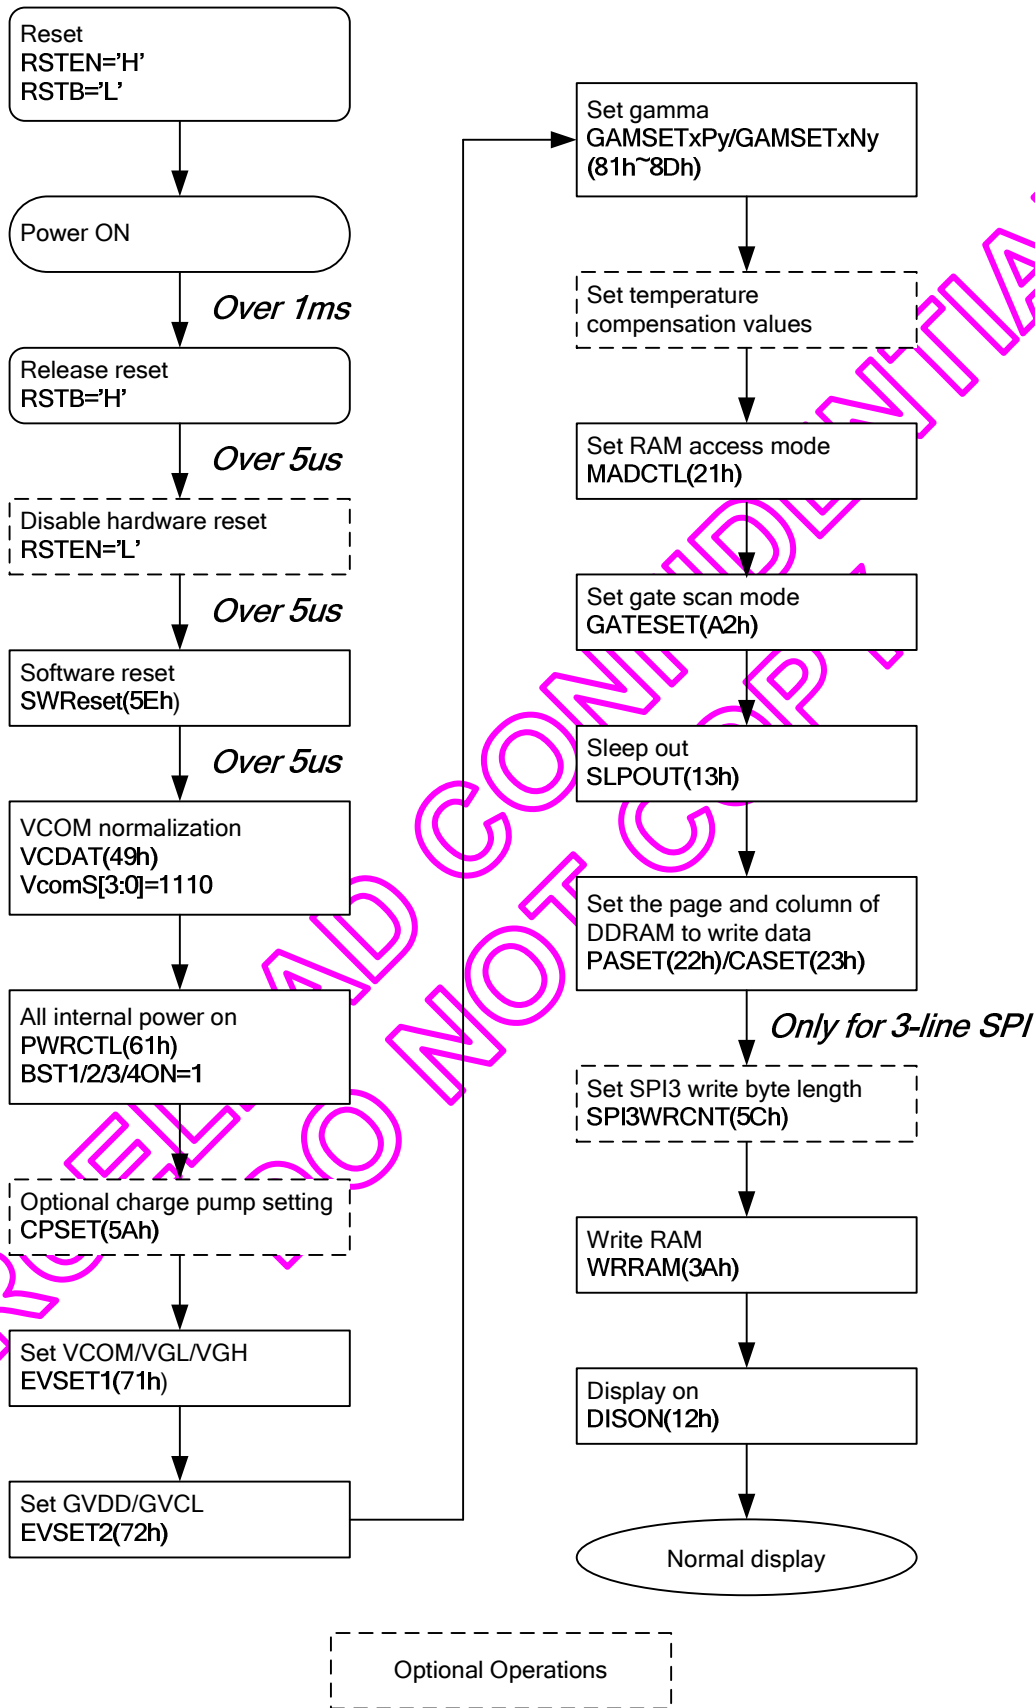 Reset
RSTEN='H'
RSTB='L'
Power ON
Over 1ms
Release reset
RSTB='H'
Over 5us
Disable hardware reset
RSTEN='L'
Over 5us
Software reset
SWReset(5Eh)
Over 5us
VCOM normalization
VCDAT(49h)
VcomS[3:0]=1110
All internal power on
PWRCTL(61h)
BST1/2/3/4ON=1
Optional charge pump setting
CPSET(5Ah)
Set VCOM/VGL/VGH
EVSET1(71h)
Set GVDD/GVCL
EVSET2(72h)
Set gamma
GAMSETxPy/GAMSETxNy
(81h~8Dh)
Set temperature
compensation values
Set RAM access mode
MADCTL(21h)
Set gate scan mode
GATESET(A2h)
Sleep out
SLPOUT(13h)
Set the page and column of
DDRAM to write data
PASET(22h)/CASET(23h)
Only for 3-line SPI
Set SPI3 write byte length
SPI3WRCNT(5Ch)
Write RAM
WRRAM(3Ah)
Display on
DISON(12h)
Normal display
Optional Operations
DO NOT COPY